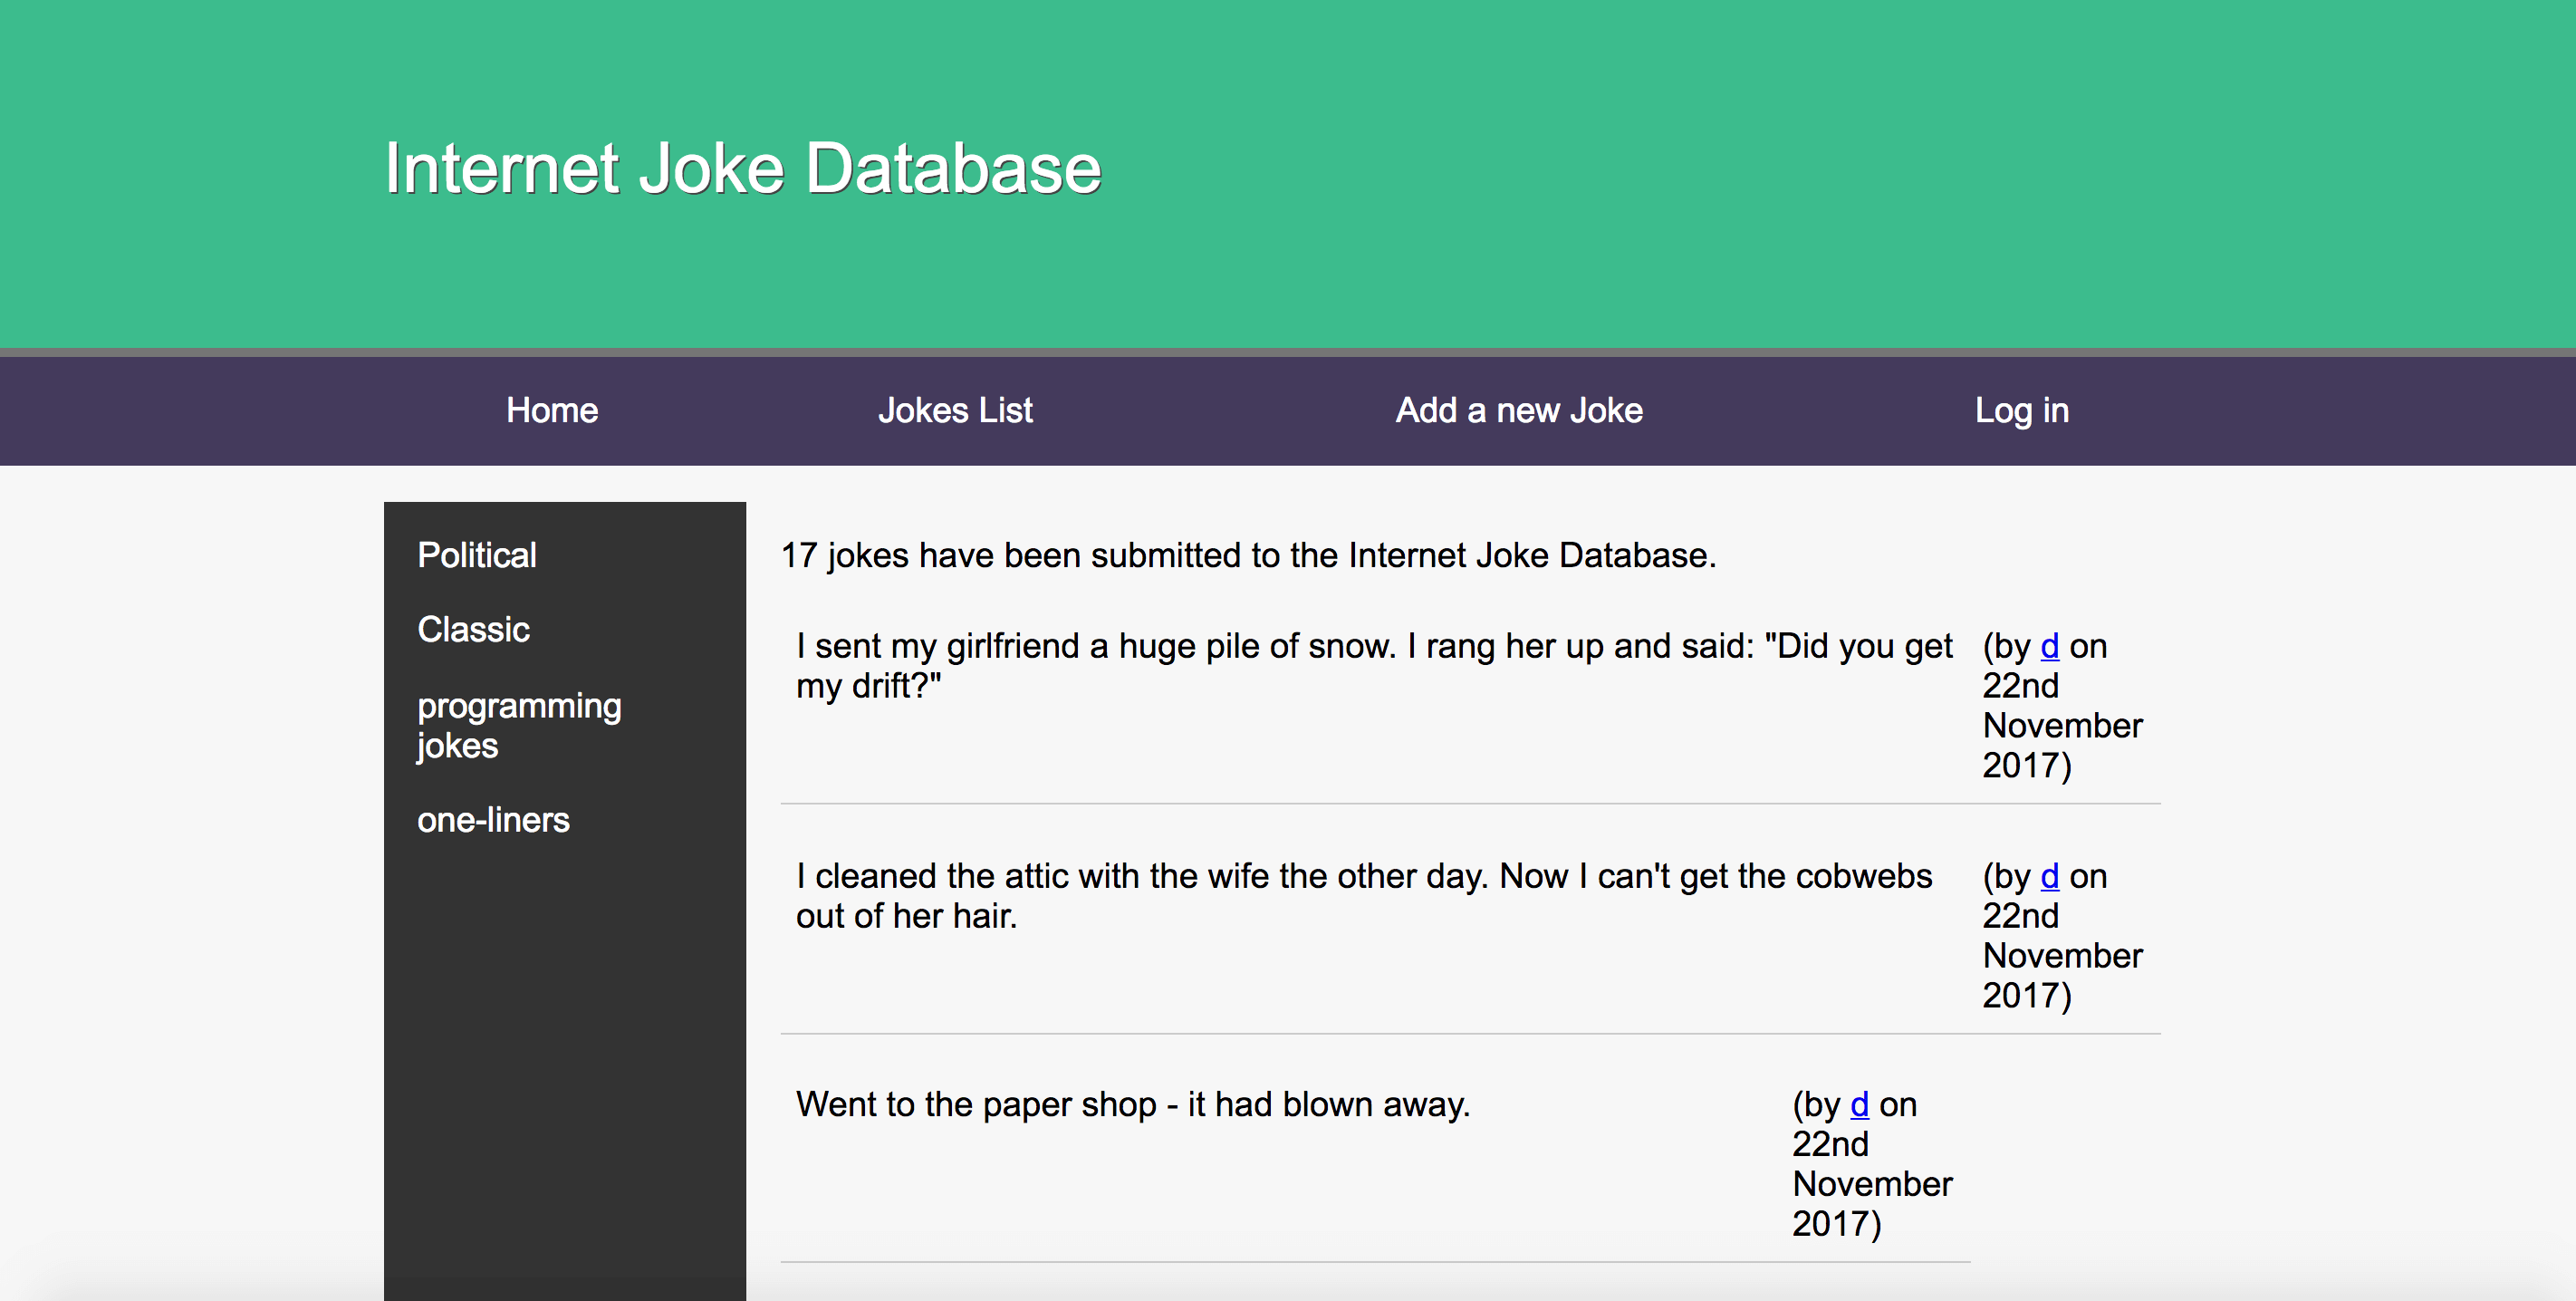 Internet Joke Database
Home
Jokes List
Add a new Joke
Log in
Political
Classic
programming
jokes
one-liners
17 jokes have been submitted to the Internet Joke Database.
I sent my girlfriend a huge pile of snow. I rang her up and said: "Did you get
my drift?"
(by d on
22nd
November
2017)
I cleaned the attic with the wife the other day. Now I can't get the cobwebs
out of her hair.
(by d on
22nd
November
2017)
Went to the paper shop - it had blown away.
(by d on
22nd
November
2017)